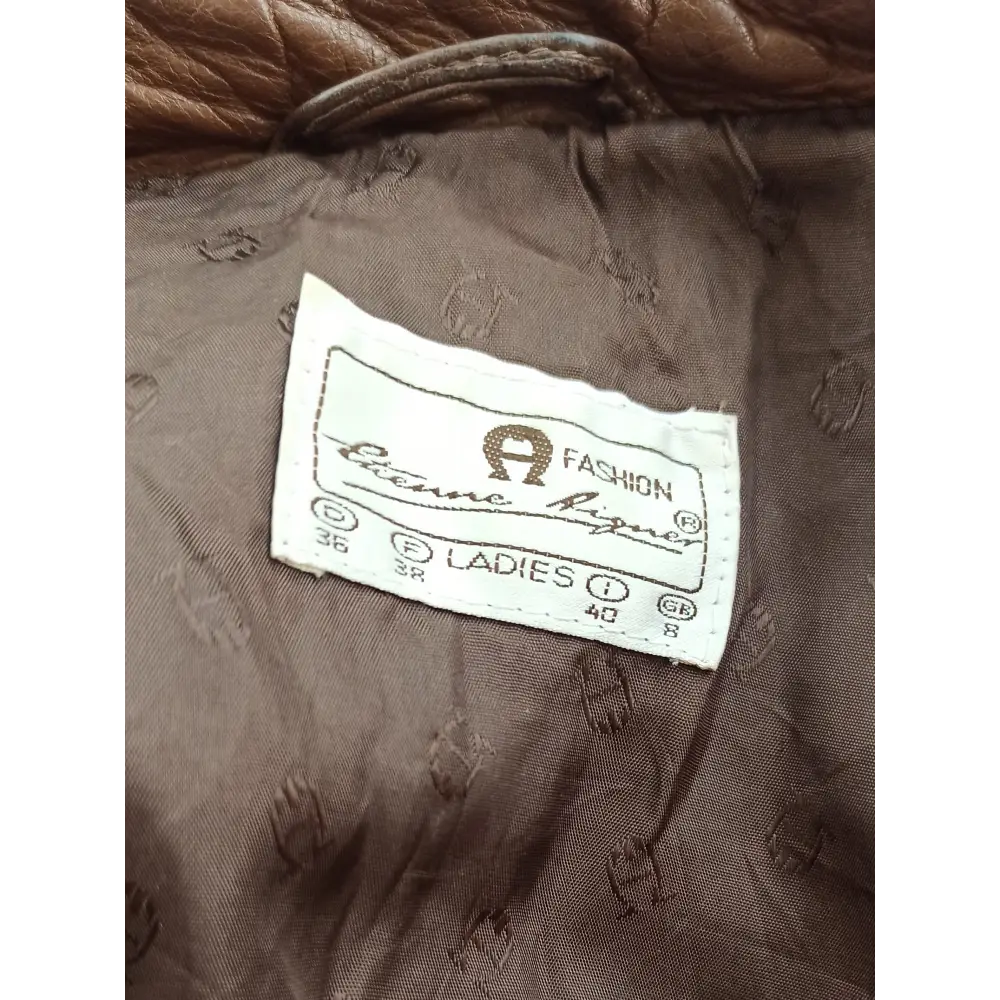 A FASHION
Etienne Aigner ®
LADIES
D F I GB
36 38 40 8